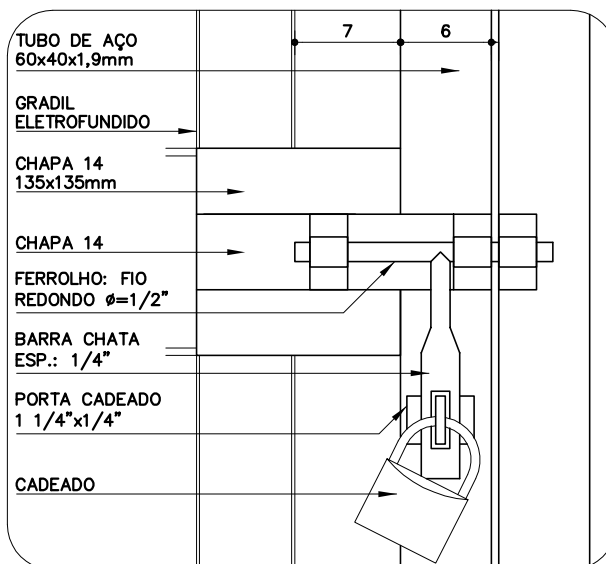 TUBO DE AÇO
60x40x1,9mm
7
6
GRADIL
ELETROFUNDIDO
CHAPA 14
135x135mm
CHAPA 14
FERROLHO: FIO
REDONDO ø=1/2"
BARRA CHATA
ESP.: 1/4"
PORTA CADEADO
1 1/4"x1/4"
CADEADO